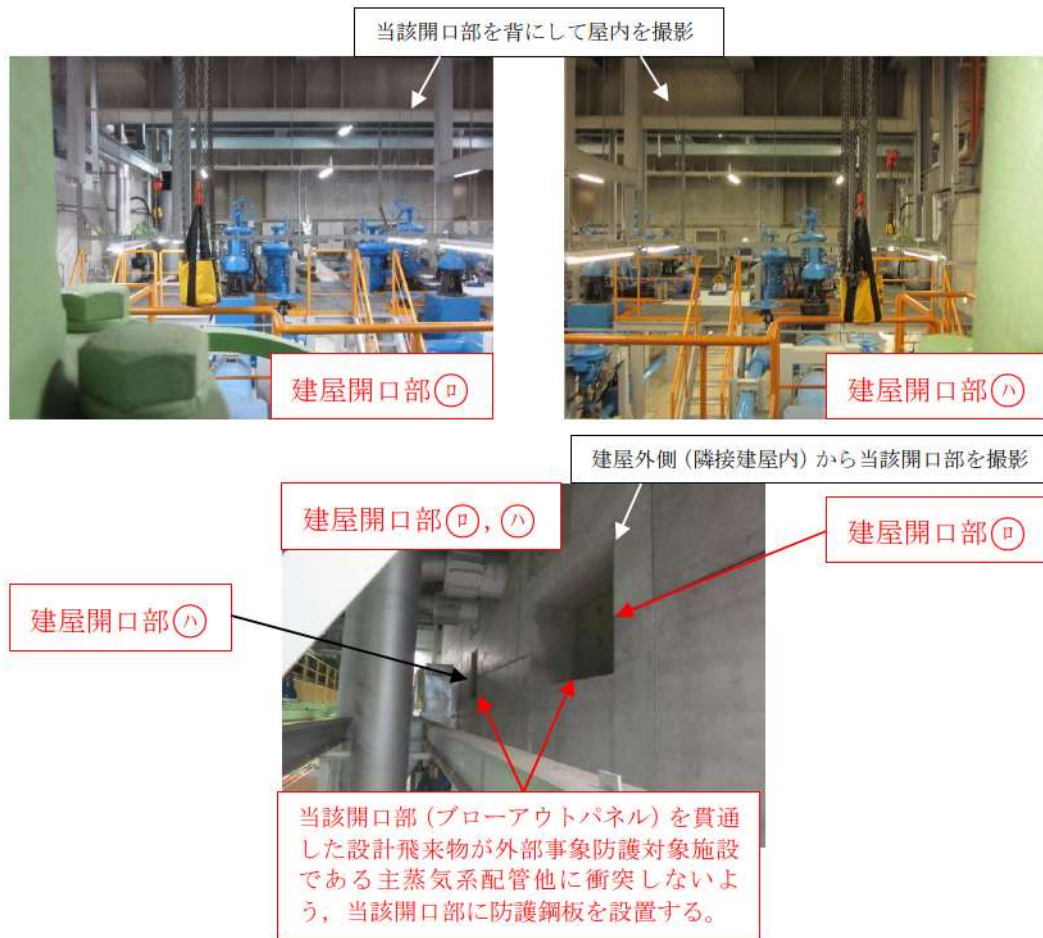 当該開口部を背にして屋内を撮影
建屋開口部㋺
建屋開口部㋩
建屋外側（隣接建屋内）から当該開口部を撮影
建屋開口部㋺，㋩
建屋開口部㋺
建屋開口部㋩
当該開口部（ブローアウトパネル）を貫通
した設計飛来物が外部事象防護対象施設
である主蒸気系配管他に衝突しないよ
う，当該開口部に防護鋼板を設置する。